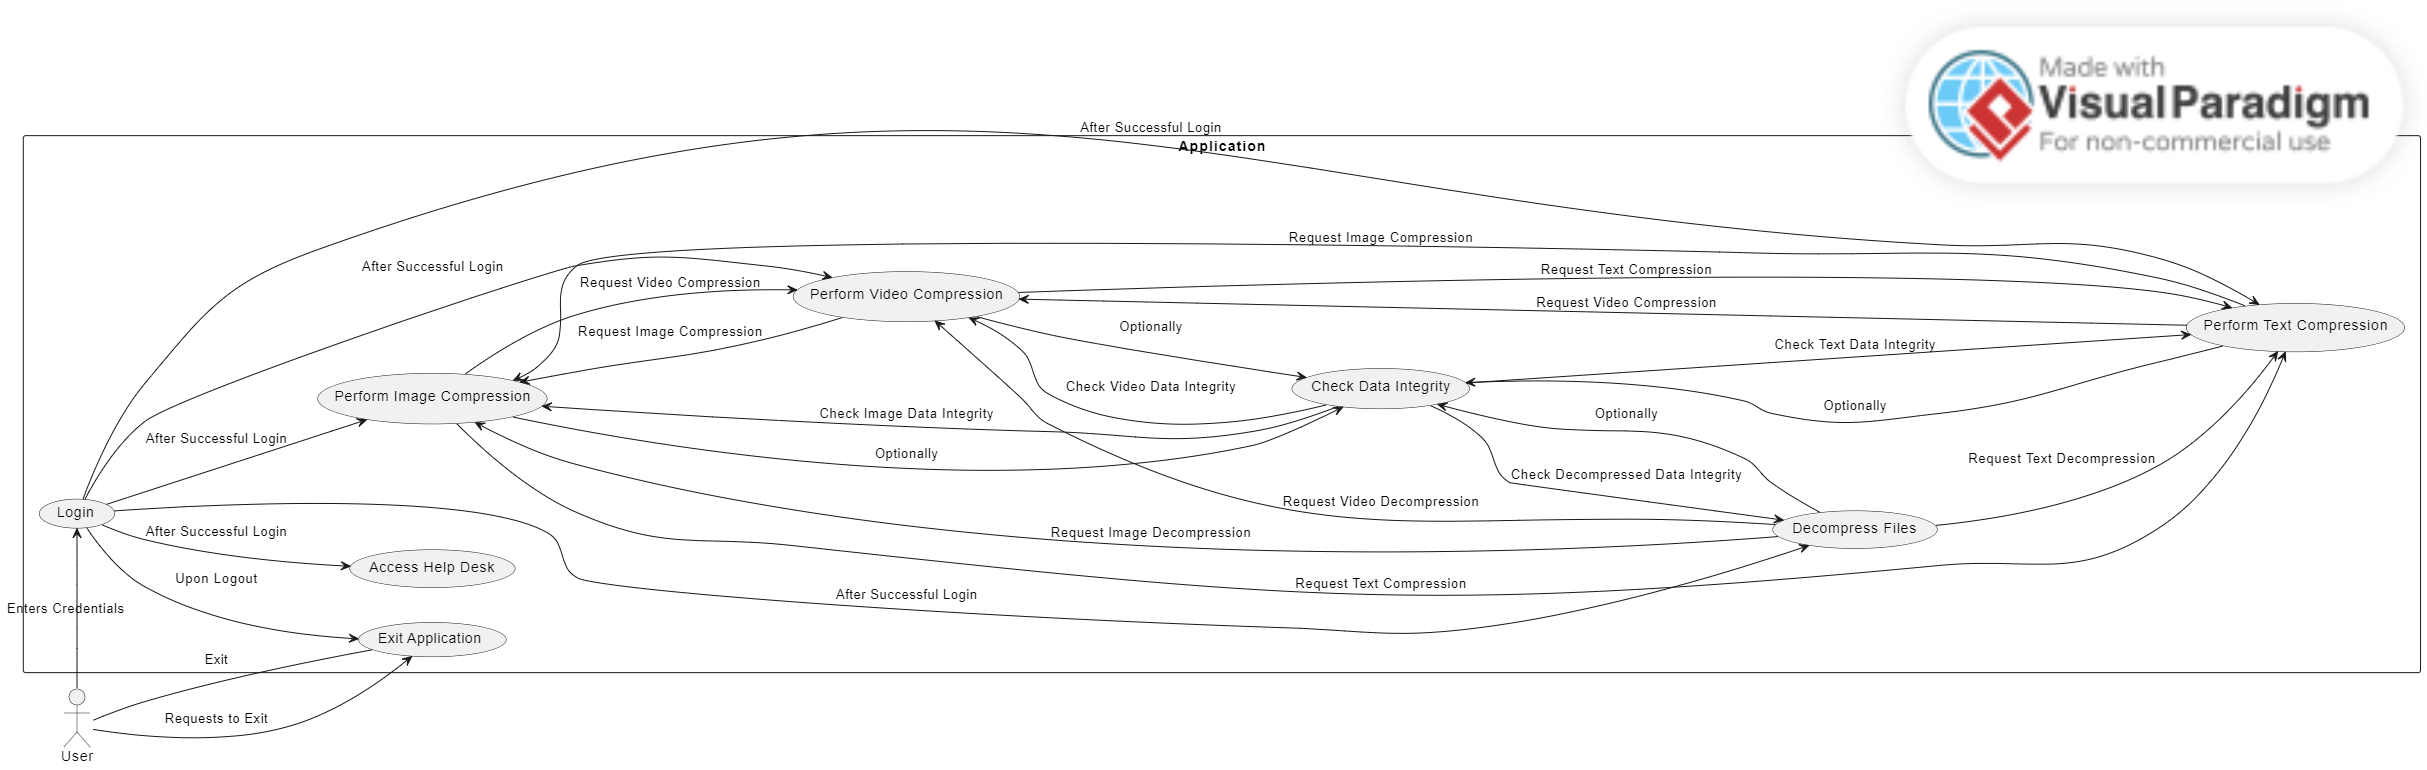 Made with
Visual Paradigm
For non-commercial use
After Successful Login
Application
Request Image Compression
After Successful Login
Request Text Compression
Request Video Compression
Perform Video Compression
Request Video Compression
Perform Text Compression
Optionally
Request Image Compression
Check Text Data Integrity
Check Data Integrity
Check Video Data Integrity
Perform Image Compression
Optionally
Check Image Data Integrity
Optionally
After Successful Login
Optionally
Request Text Decompression
Check Decompressed Data Integrity
Request Video Decompression
Login
Decompress Files
After Successful Login
Request Image Decompression
Access Help Desk
Upon Logout
Request Text Compression
After Successful Login
Enters Credentials
Exit Application
Exit
Requests to Exit
User